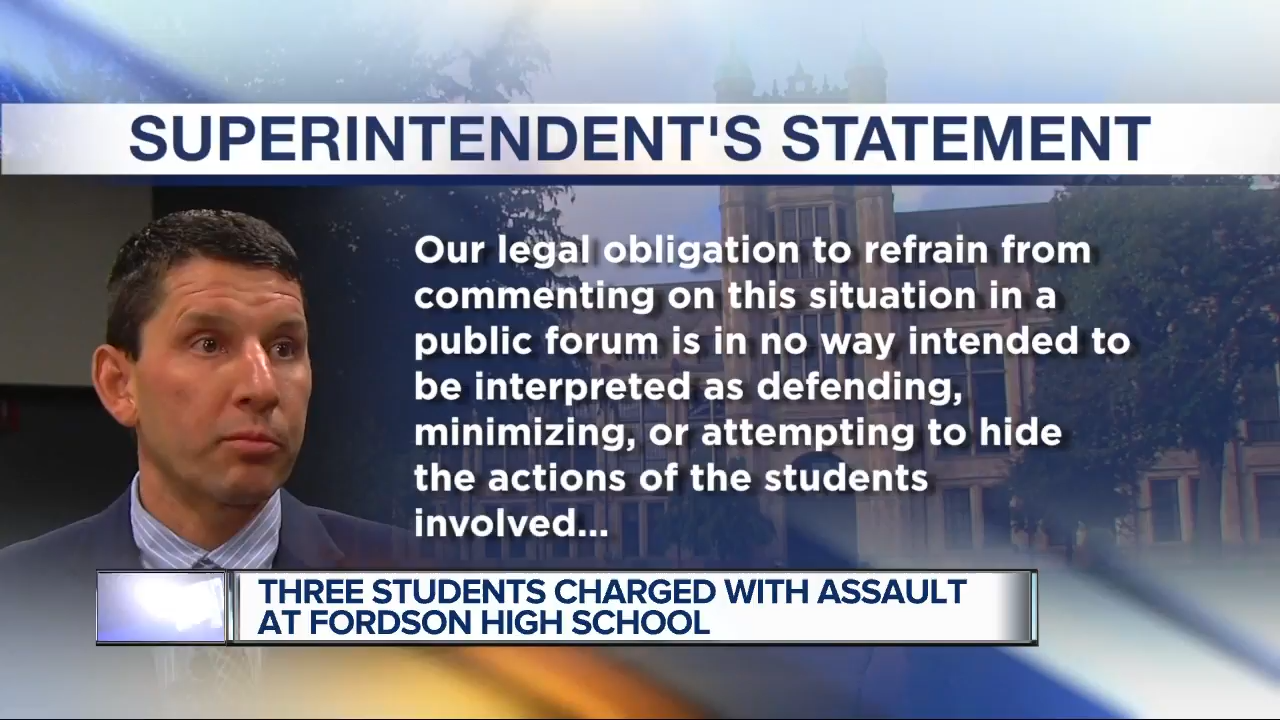 SUPERINTENDENT'S STATEMENT
Our legal obligation to refrain from
commenting on this situation in a
public forum is in no way intended to
be interpreted as defending,
minimizing, or attempting to hide
the actions of the students
involved...
THREE STUDENTS CHARGED WITH ASSAULT
AT FORDSON HIGH SCHOOL